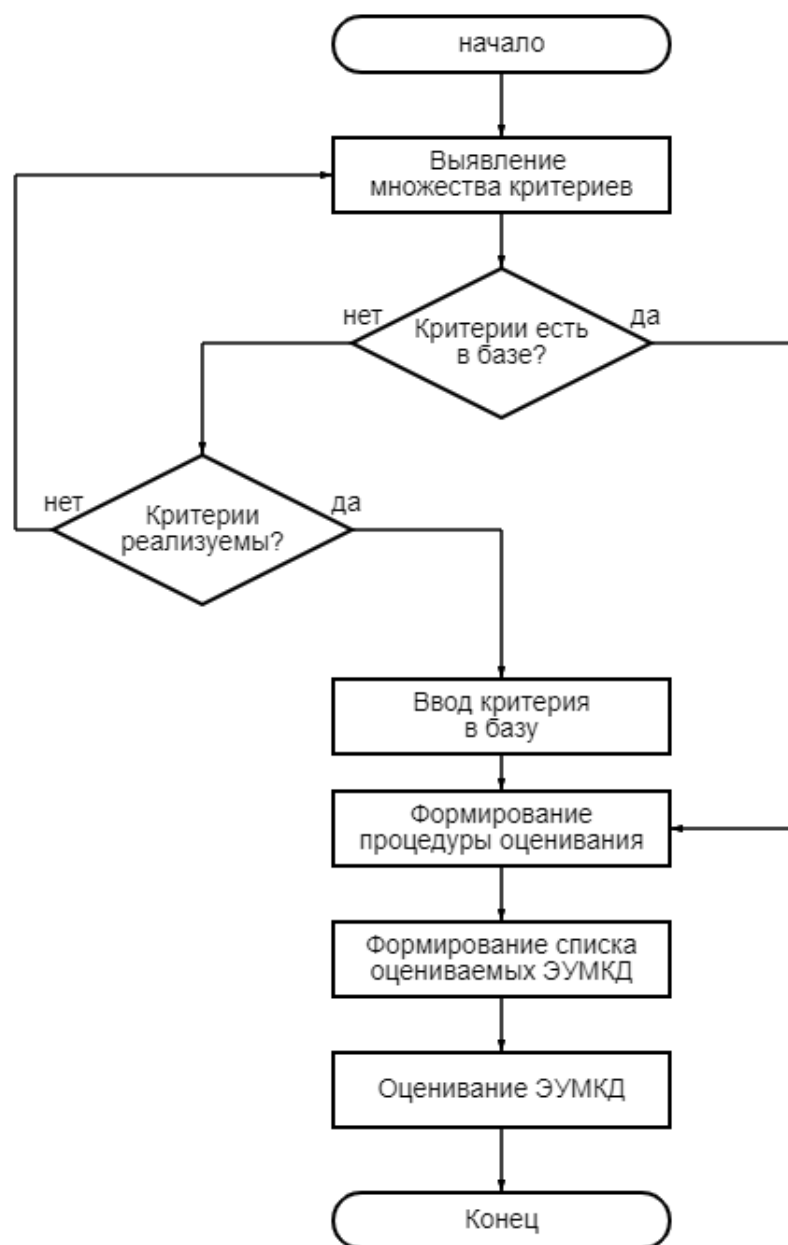 начало
Выявление
множества критериев
нет
да
Критерии есть
в базе?
нет
да
Критерии
реализуемы?
Ввод критерия
в базу
Формирование
процедуры оценивания
Формирование списка
оцениваемых ЭУМКД
Оценивание ЭУМКД
Конец